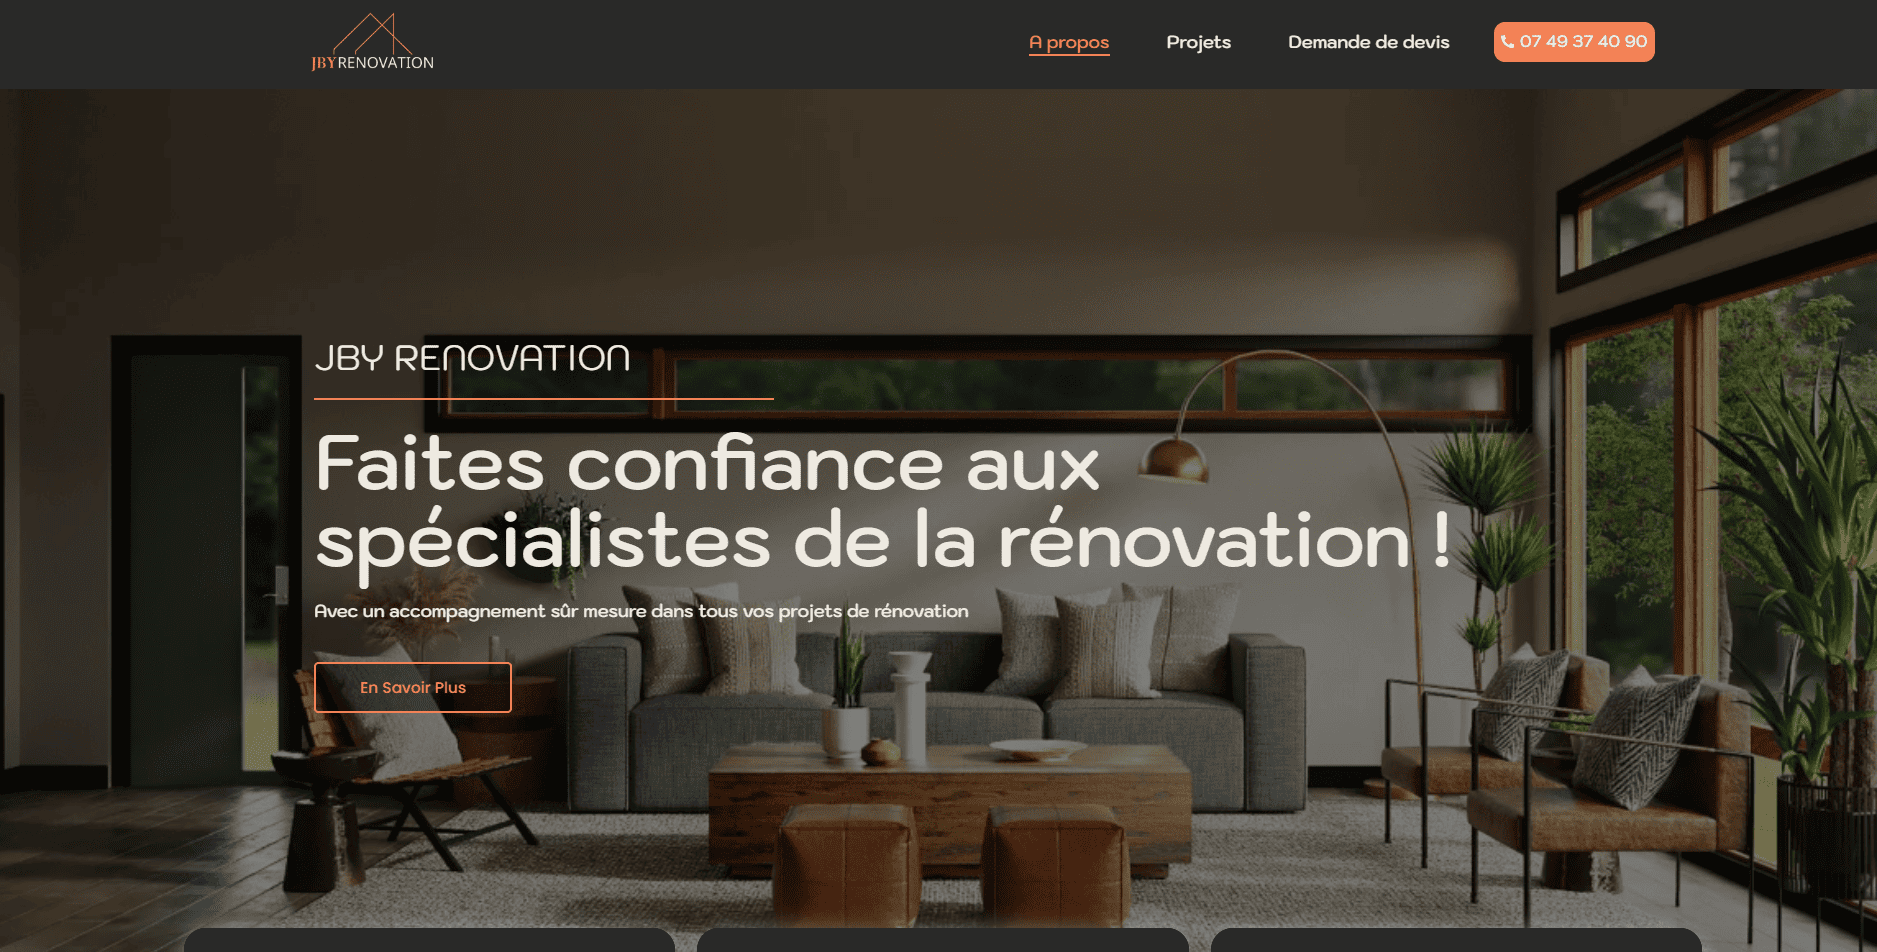 JBY RENOVATION
A propos
Projets
Demande de devis
07 49 37 40 90
JBY RENOVATION
Faites confiance aux
spécialistes de la rénovation !
Avec un accompagnement sûr mesure dans tous vos projets de rénovation
En Savoir Plus